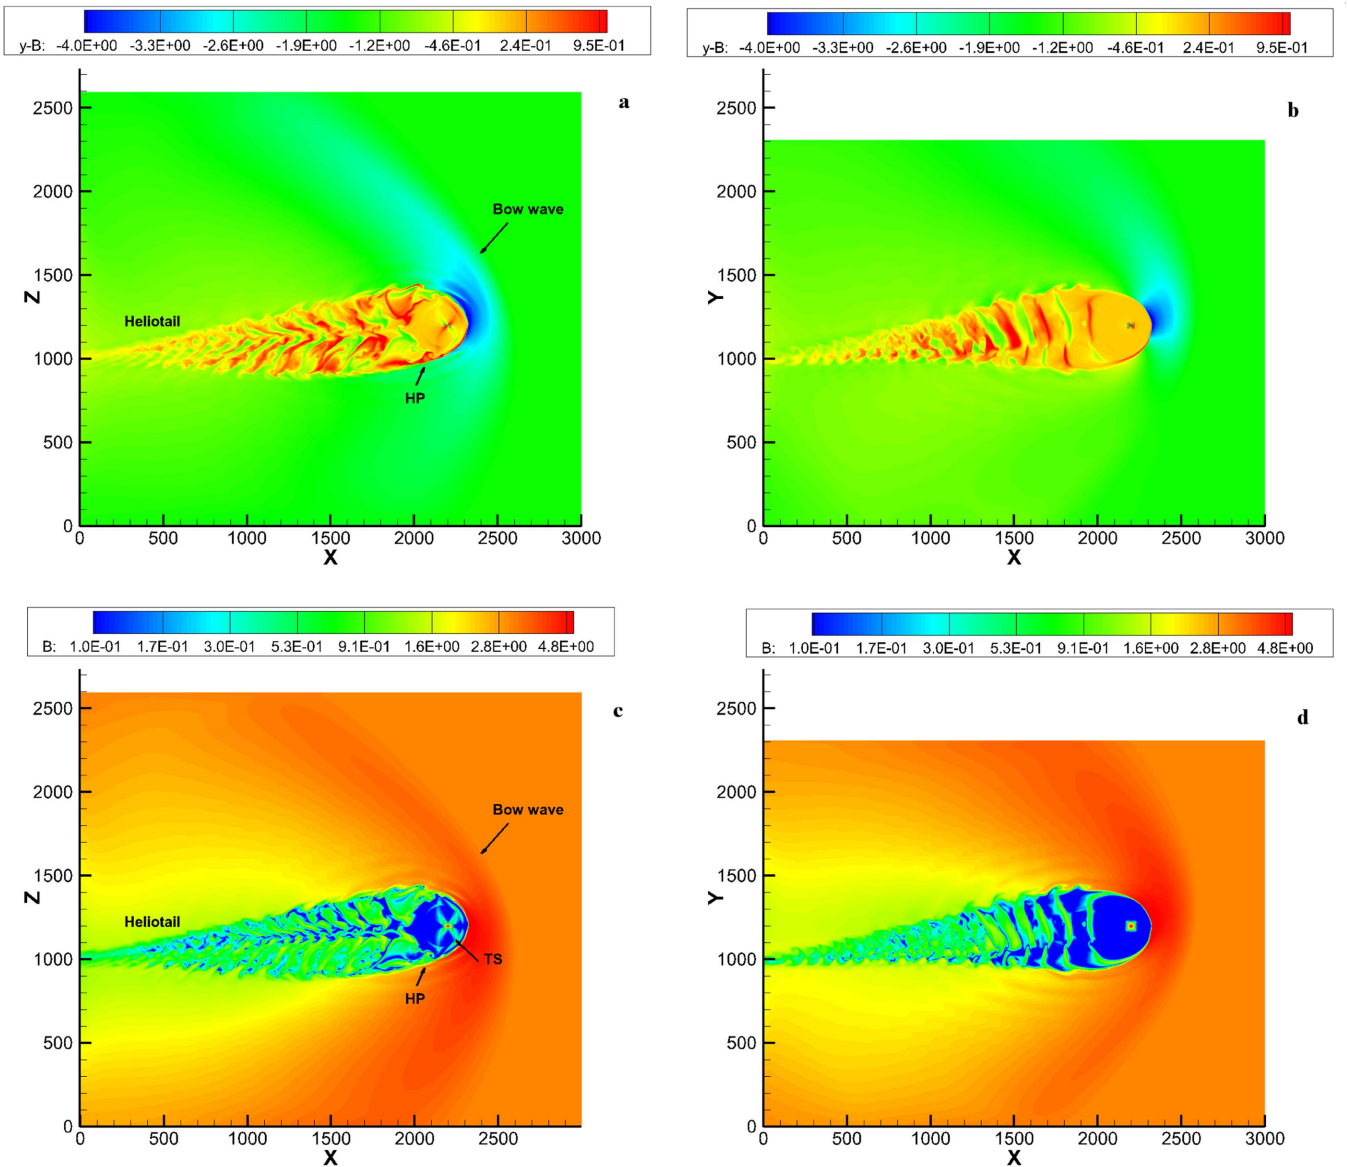 y-B: -4.0E+00 -3.3E+00 -2.6E+00 -1.9E+00 -1.2E+00 -4.6E-01 2.4E-01 9.5E-01
a
2500
2000
Bow wave
1500
Z
Heliotail
1000
HP
500
0
0 500 1000 1500 2000 2500 3000
X
y-B: -4.0E+00 -3.3E+00 -2.6E+00 -1.9E+00 -1.2E+00 -4.6E-01 2.4E-01 9.5E-01
b
2500
2000
1500
Y
1000
500
0
0 500 1000 1500 2000 2500 3000
X
B: 1.0E-01 1.7E-01 3.0E-01 5.3E-01 9.1E-01 1.6E+00 2.8E+00 4.8E+00
c
2500
2000
Bow wave
1500
Z
Heliotail
1000
TS
HP
500
0
0 500 1000 1500 2000 2500
X
B: 1.0E-01 1.7E-01 3.0E-01 5.3E-01 9.1E-01 1.6E+00 2.8E+00 4.8E+00
d
2500
2000
1500
Y
1000
500
0
0 500 1000 1500 2000 2500 3000
X